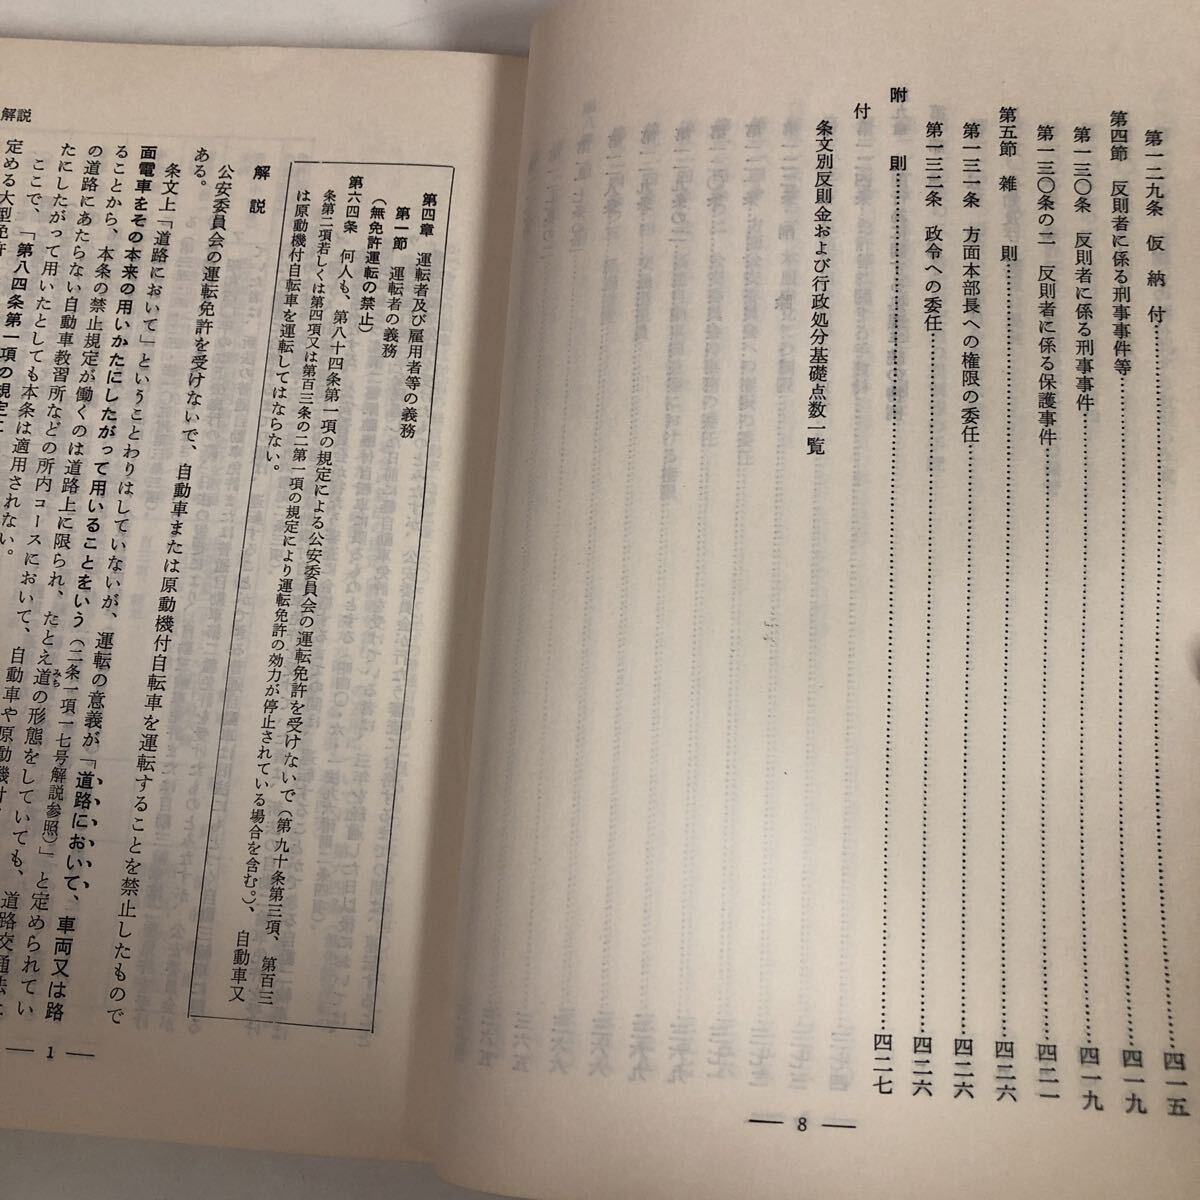 第一二九条 仮納付……四一五
第四節 反則者に係る刑事事件等……四一九
第一三〇条 反則者に係る刑事事件……四一九
第一三〇条の二 反則者に係る保護事件……四二一
第五節 雑則……四二六
第一三一条 方面本部長への権限の委任……四二六
第一三二条 政令への委任……四二六
附則……四二七
付
条文別反則金および行政処分基礎点数一覧
— 8 —
解説
第四章 運転者及び雇用者等の義務
第一節 運転者の義務
(無免許運転の禁止)
第六四条 何人も、第八十四条第一項の規定による公安委員会の運転免許を受けないで(第九十条第三項、第百三
条第二項若しくは第四項又は第百三条の二第一項の規定により運転免許の効力が停止されている場合を含む。)、自動車又
は原動機付自転車を運転してはならない。
解説
公安委員会の運転免許を受けないで、自動車または原動機付自転車を運転することを禁止したもので
ある。
条文上「道路において」ということわりはしていないが、運転の意義が「道路において、車両又は路
面電車をその本来の用いかたにしたがって用いることをいう(二条一項一七号解説参照)」と定められてい
ることから、本条の禁止規定が働くのは道路上に限られ、たとえ道の形態をしていても、道路交通法上
の道路にあたらない自動車教習所などの所内コースにおいて、自動車や原動機付
たにしたがって用いたとしても本条は適用されない。
ここで、「第八四条第一項の規定に
定める大型免許
— 1 —